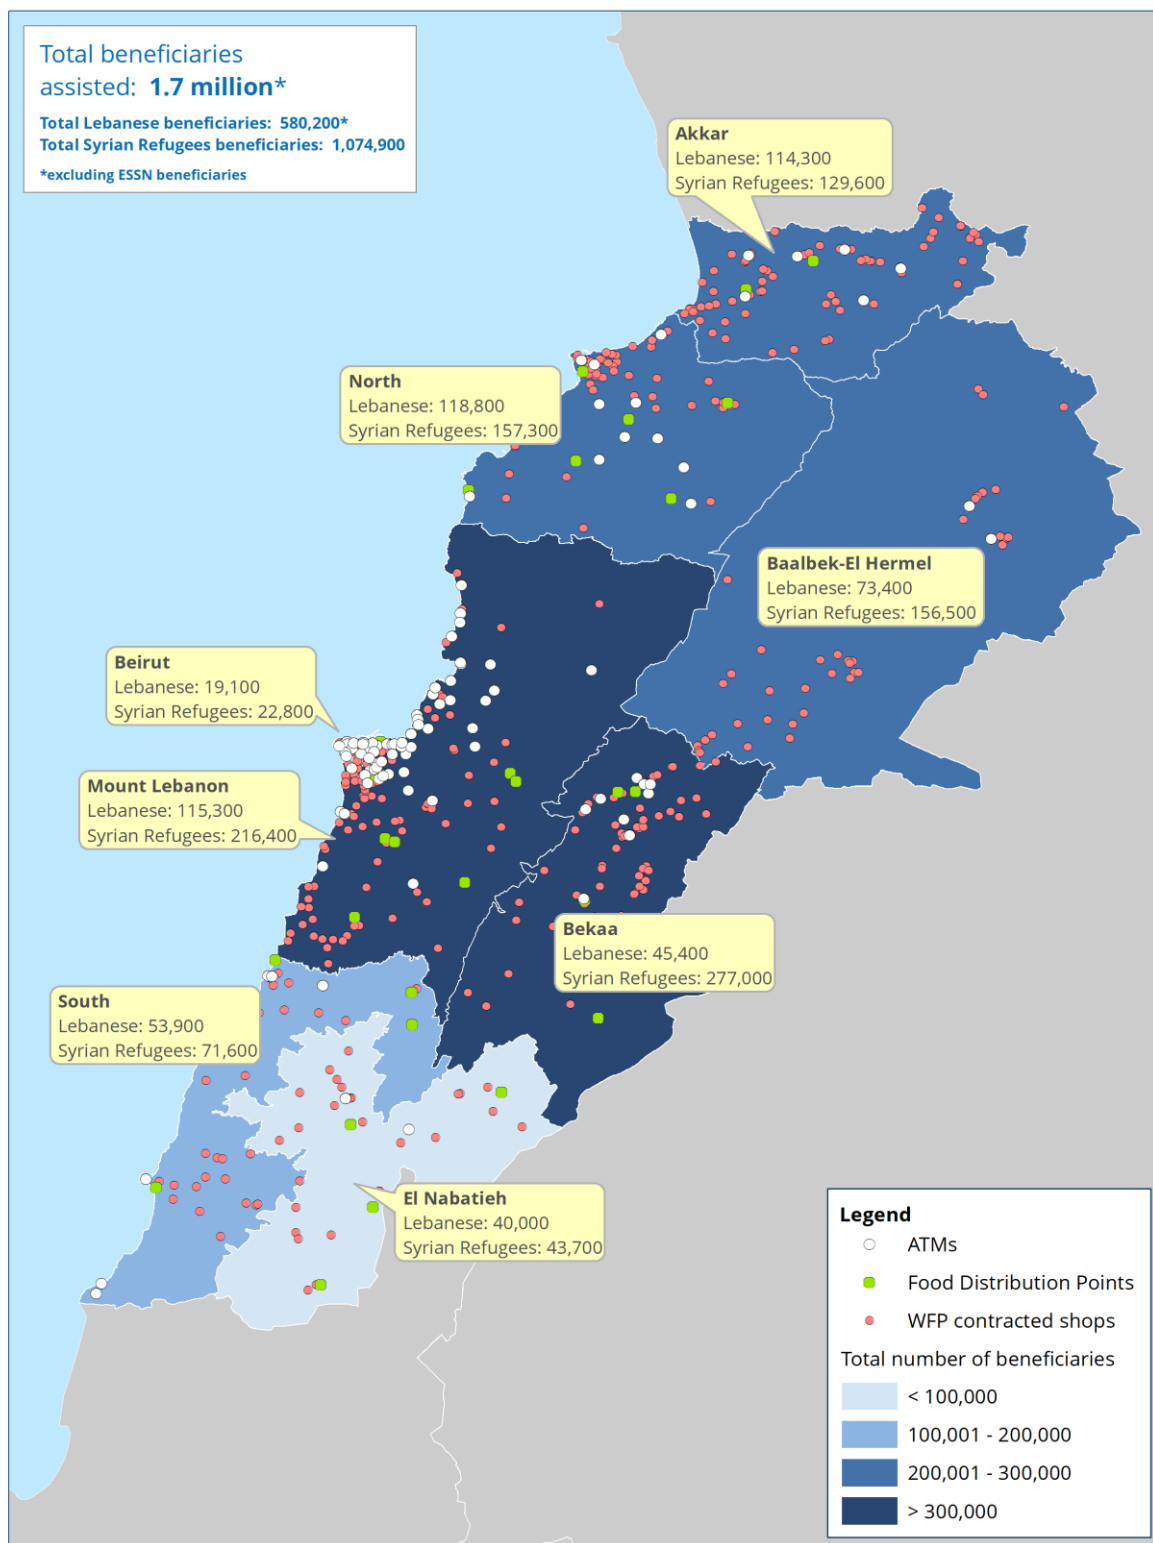 Total beneficiaries
assisted: 1.7 million*
Total Lebanese beneficiaries: 580,200*
Total Syrian Refugees beneficiaries: 1,074,900
*excluding ESSN beneficiaries
Akkar
Lebanese: 114,300
Syrian Refugees: 129,600
North
Lebanese: 118,800
Syrian Refugees: 157,300
Baalbek-El Hermel
Lebanese: 73,400
Syrian Refugees: 156,500
Beirut
Lebanese: 19,100
Syrian Refugees: 22,800
Mount Lebanon
Lebanese: 115,300
Syrian Refugees: 216,400
Bekaa
Lebanese: 45,400
Syrian Refugees: 277,000
South
Lebanese: 53,900
Syrian Refugees: 71,600
El Nabatieh
Lebanese: 40,000
Syrian Refugees: 43,700
Legend
ATMs
Food Distribution Points
WFP contracted shops
Total number of beneficiaries
< 100,000
100,001 - 200,000
200,001 - 300,000
> 300,000